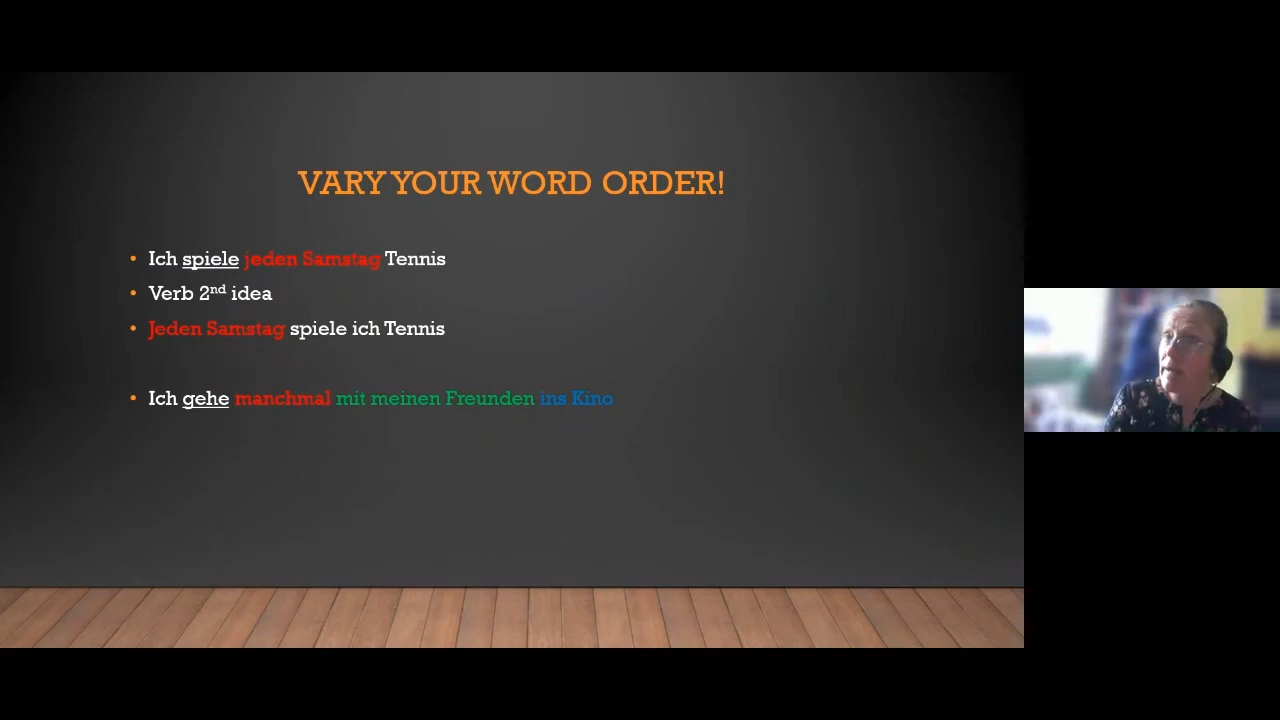 VARY YOUR WORD ORDER!
Ich spiele jeden Samstag Tennis
Verb 2nd idea
Jeden Samstag spiele ich Tennis
Ich gehe manchmal mit meinen Freunden ins Kino